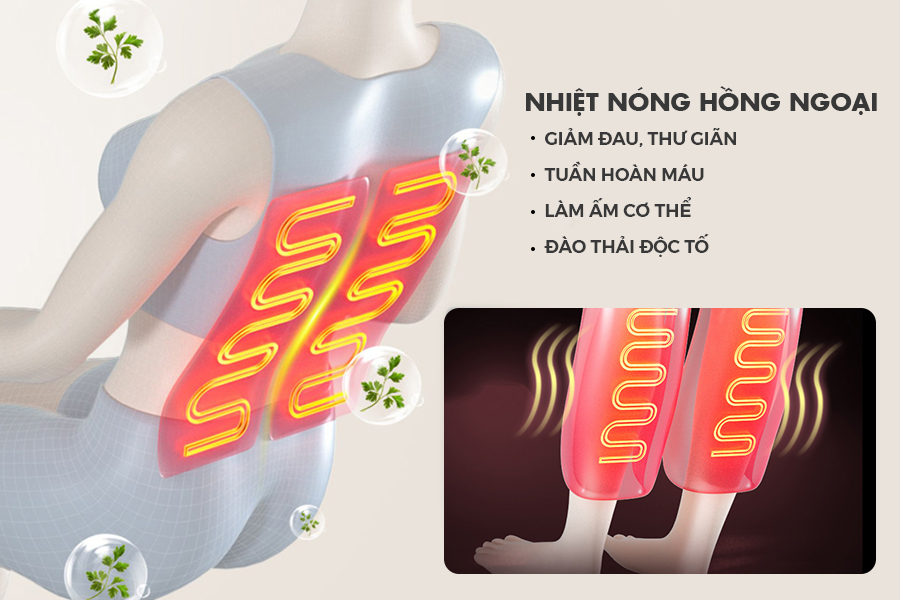 NHIỆT NÓNG HỒNG NGOẠI
• GIẢM ĐAU, THƯ GIÃN
• TUẦN HOÀN MÁU
• LÀM ẤM CƠ THỂ
• ĐÀO THẢI ĐỘC TỐ